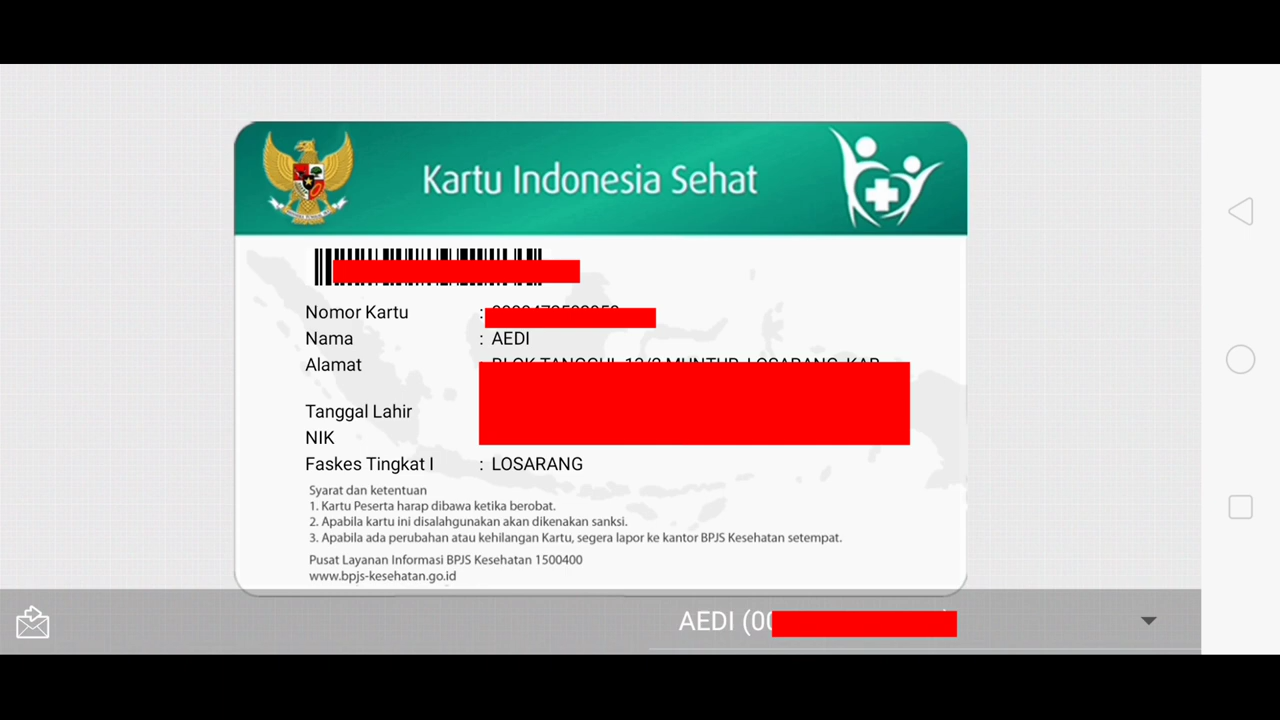 Kartu Indonesia Sehat
Nomor Kartu :
Nama : AEDI
Alamat
Tanggal Lahir
NIK
Faskes Tingkat I : LOSARANG
Syarat dan ketentuan
1. Kartu Peserta harap dibawa ketika berobat.
2. Apabila kartu ini disalahgunakan akan dikenakan sanksi.
3. Apabila ada perubahan atau kehilangan Kartu, segera lapor ke kantor BPJS Kesehatan setempat.
Pusat Layanan Informasi BPJS Kesehatan 1500400
www.bpjs-kesehatan.go.id
AEDI (00